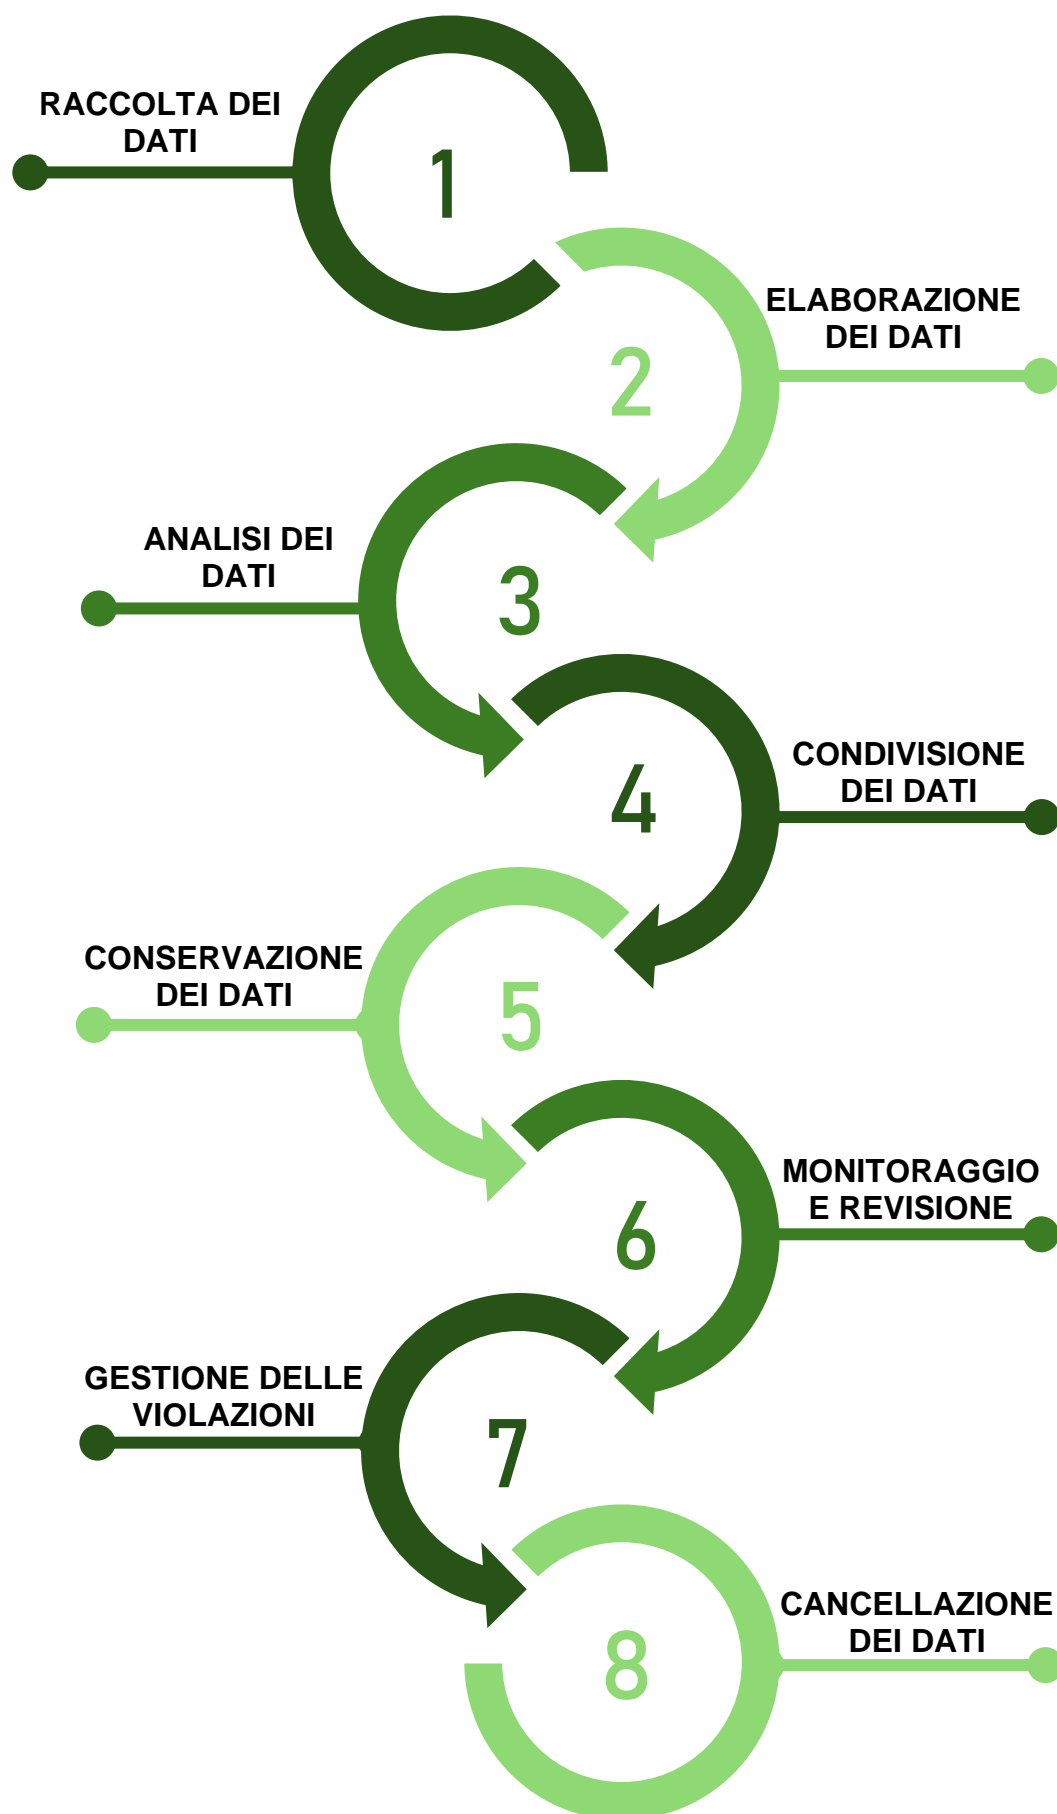 RACCOLTA DEI
DATI
1
ELABORAZIONE
DEI DATI
2
ANALISI DEI
DATI
3
CONDIVISIONE
DEI DATI
4
CONSERVAZIONE
DEI DATI
5
MONITORAGGIO
E REVISIONE
6
GESTIONE DELLE
VIOLAZIONI
7
CANCELLAZIONE
DEI DATI
8